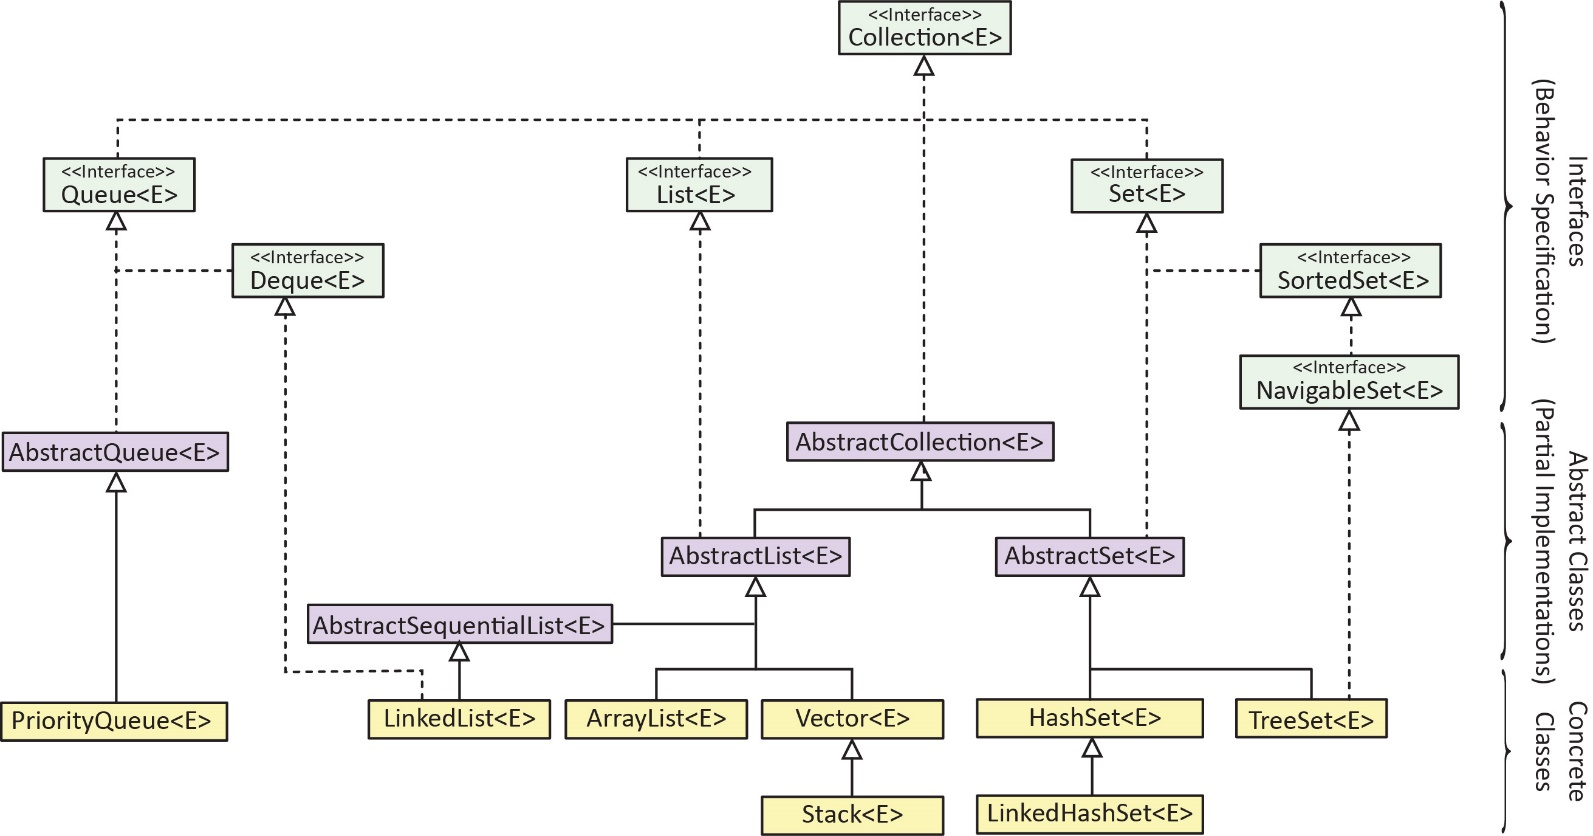 <<Interface>>
Collection<E>
<<Interface>>
Queue<E>
<<Interface>>
List<E>
<<Interface>>
Set<E>
<<Interface>>
Deque<E>
<<Interface>>
SortedSet<E>
<<Interface>>
NavigableSet<E>
AbstractQueue<E>
AbstractCollection<E>
AbstractList<E>
AbstractSet<E>
AbstractSequentialList<E>
PriorityQueue<E>
LinkedList<E>
ArrayList<E>
Vector<E>
HashSet<E>
TreeSet<E>
Stack<E>
LinkedHashSet<E>
Interfaces
(Behavior Specification)
Abstract Classes
(Partial Implementations)
Concrete
Classes